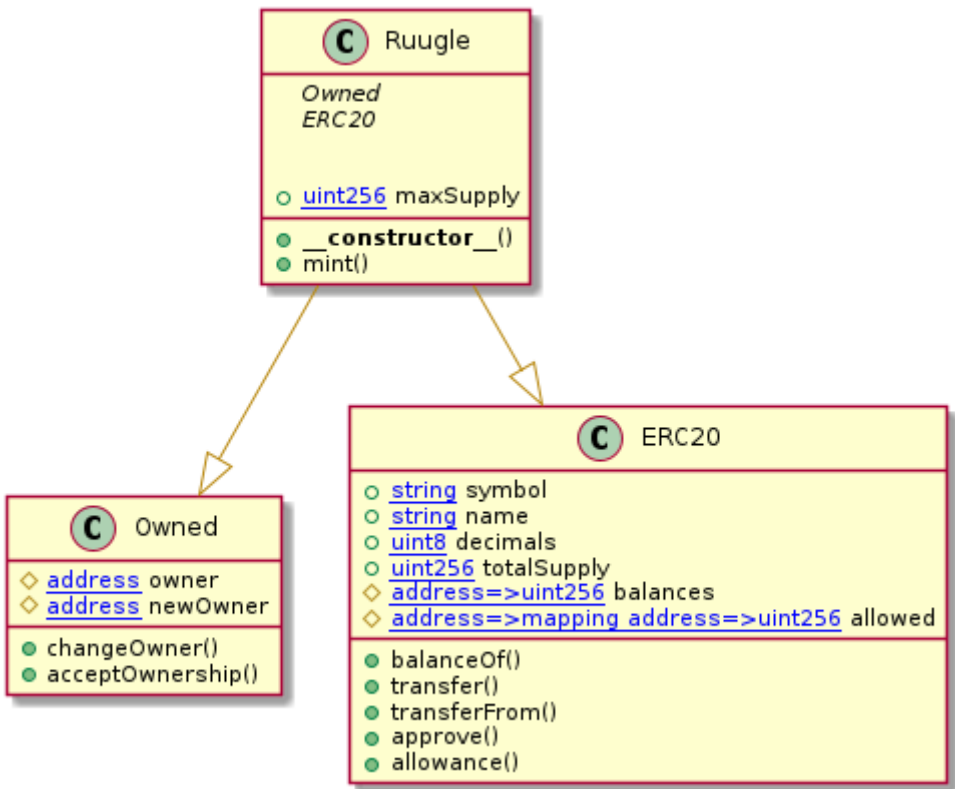 C Ruugle
Owned
ERC20
uint256 maxSupply
__constructor__()
mint()
C Owned
address owner
address newOwner
changeOwner()
acceptOwnership()
C ERC20
string symbol
string name
uint8 decimals
uint256 totalSupply
address=>uint256 balances
address=>mapping address=>uint256 allowed
balanceOf()
transfer()
transferFrom()
approve()
allowance()